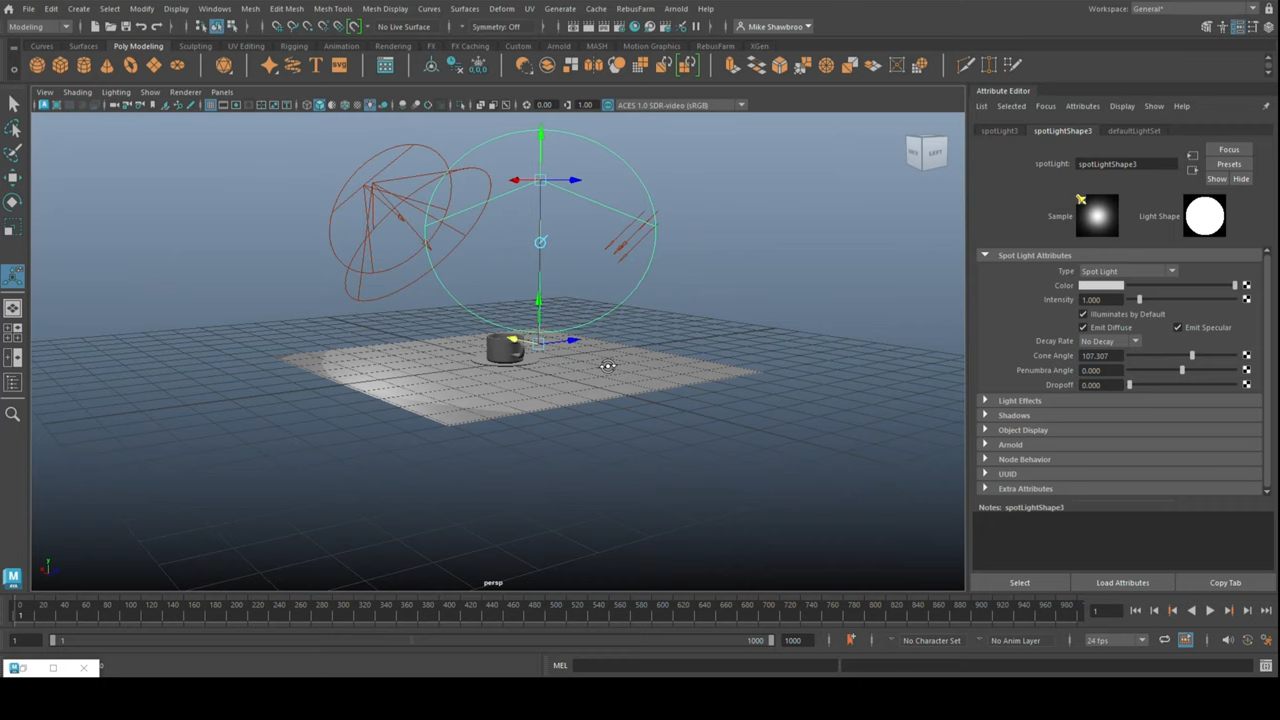 File Edit Create Select Modify Display Windows Mesh Edit Mesh Mesh Tools Mesh Display Curves Surfaces Deform UV Generate Cache RebusFarm Arnold Help Workspace: General*
Modeling No Live Surface Symmetry: Off Mike Shawbroo
Curves Surfaces Poly Modeling Sculpting UV Editing Rigging Animation Rendering FX FX Caching Custom Arnold MASH Motion Graphics RebusFarm XGen
View Shading Lighting Show Renderer Panels
0.00 1.00 ACES 1.0 SDR-video (sRGB)
LEFT
persp
Attribute Editor
List Selected Focus Attributes Display Show Help
spotLight3 spotLightShape3 defaultLightSet
Focus
spotLight: spotLightShape3 Presets
Show Hide
Sample Light Shape
Spot Light Attributes
Type Spot Light
Color
Intensity 1.000
Illuminates by Default
Emit Diffuse Emit Specular
Decay Rate No Decay
Cone Angle 107.307
Penumbra Angle 0.000
Dropoff 0.000
Light Effects
Shadows
Object Display
Arnold
Node Behavior
UUID
Extra Attributes
Notes: spotLightShape3
Select Load Attributes Copy Tab
0 20 40 60 80 100 120 140 160 180 200 220 240 260 280 300 320 340 360 380 400 420 440 460 480 500 520 540 560 580 600 620 640 660 680 700 720 740 760 780 800 820 840 860 880 900 920 940 960 980
1 1
1 1 1000 1000 No Character Set No Anim Layer 24 fps
MEL